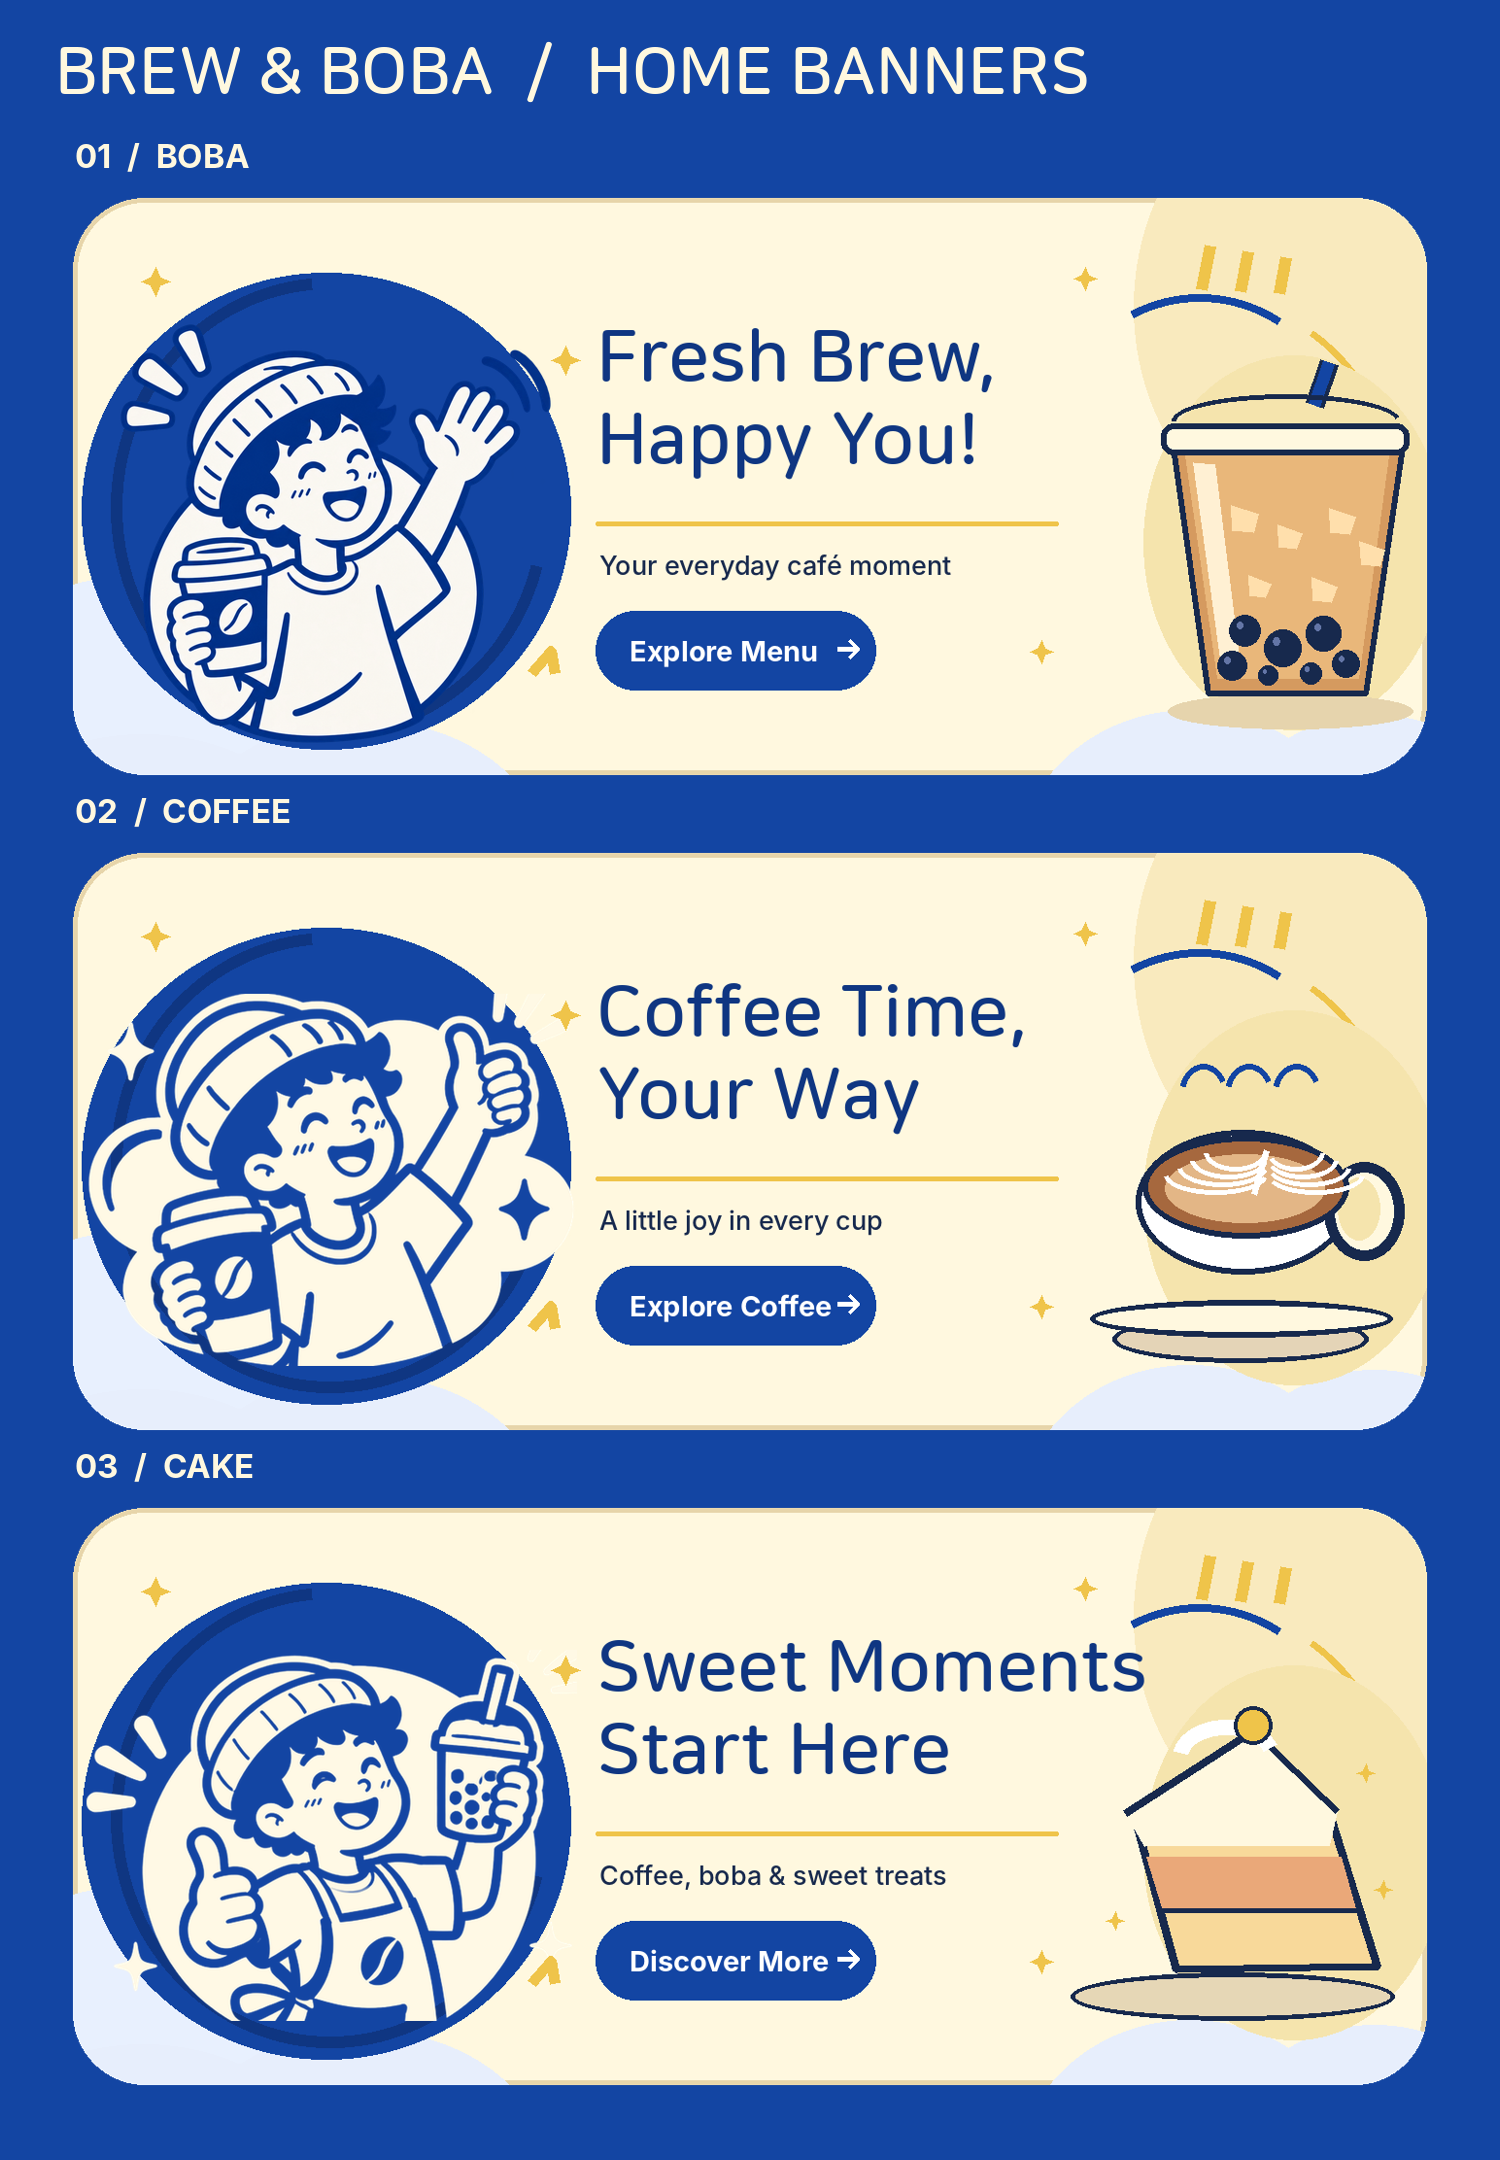 BREW & BOBA / HOME BANNERS
01 / BOBA
Fresh Brew,
Happy You!
Your everyday café moment
Explore Menu →
02 / COFFEE
Coffee Time,
Your Way
A little joy in every cup
Explore Coffee →
03 / CAKE
Sweet Moments
Start Here
Coffee, boba & sweet treats
Discover More →